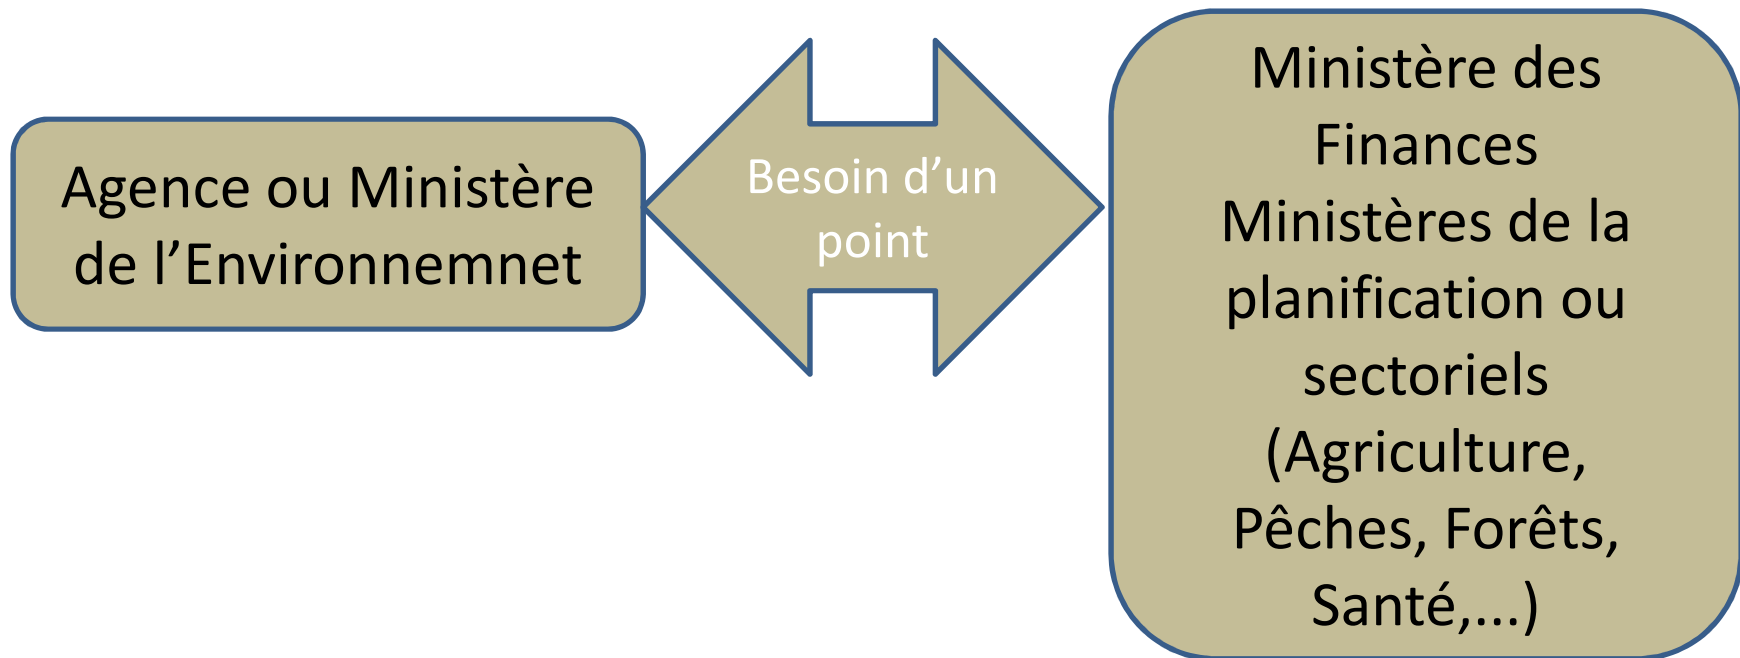 Agence ou Ministère
de l’Environnemnet
Besoin d’un
point
Ministère des
Finances
Ministères de la
planification ou
sectoriels
(Agriculture,
Pêches, Forêts,
Santé,...)